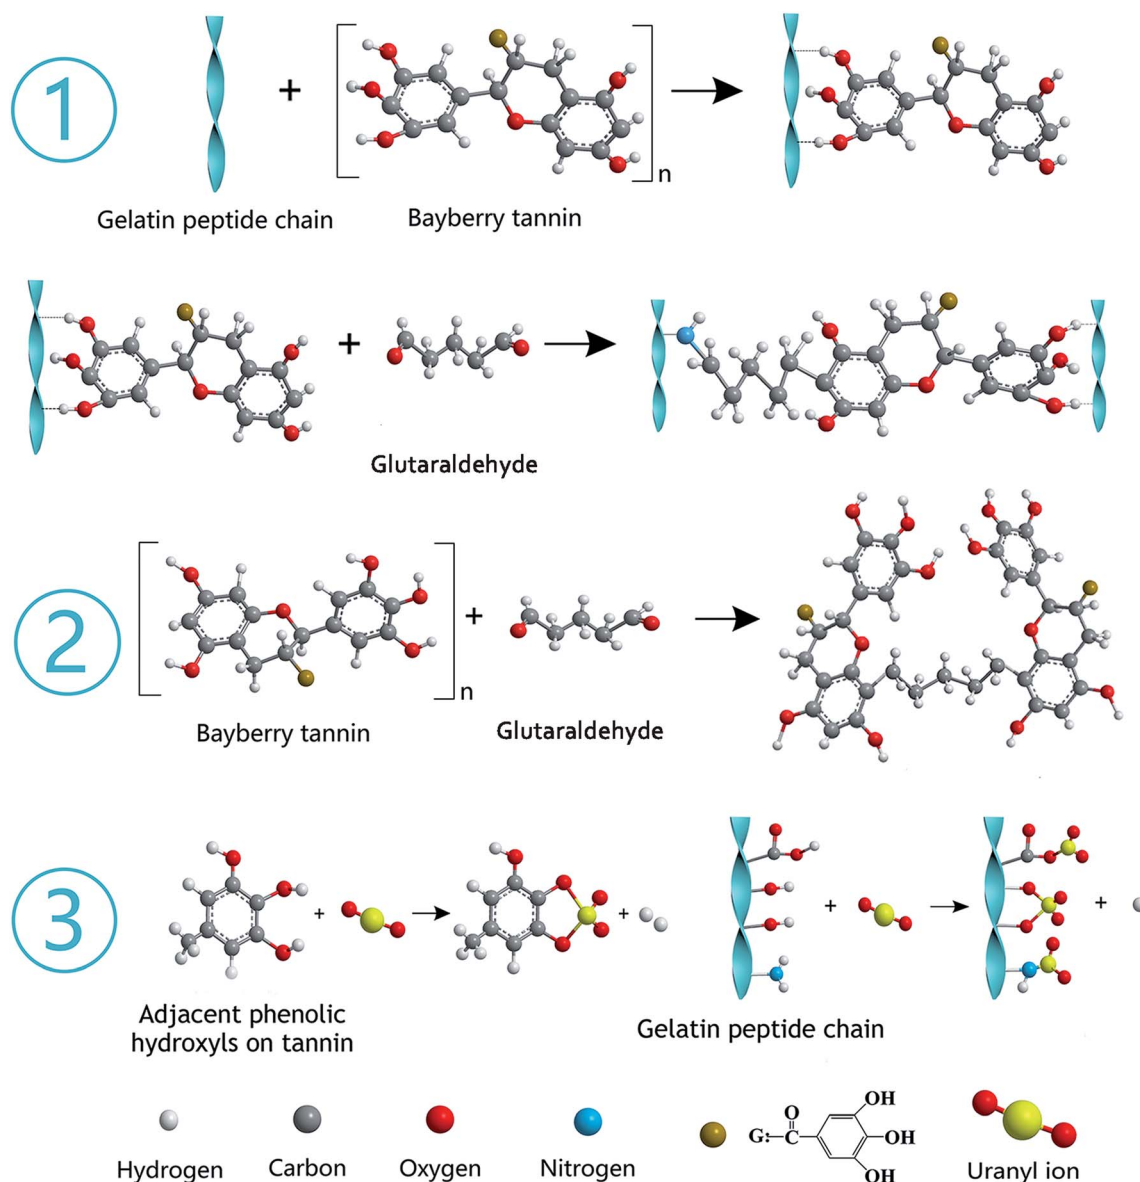 1
+
n
Gelatin peptide chain
Bayberry tannin
+
Glutaraldehyde
2
+
n
Bayberry tannin
Glutaraldehyde
3
+
+
+
+
Adjacent phenolic
hydroxyls on tannin
Gelatin peptide chain
Hydrogen
Carbon
Oxygen
Nitrogen
G:
O
C
OH
OH
OH
Uranyl ion